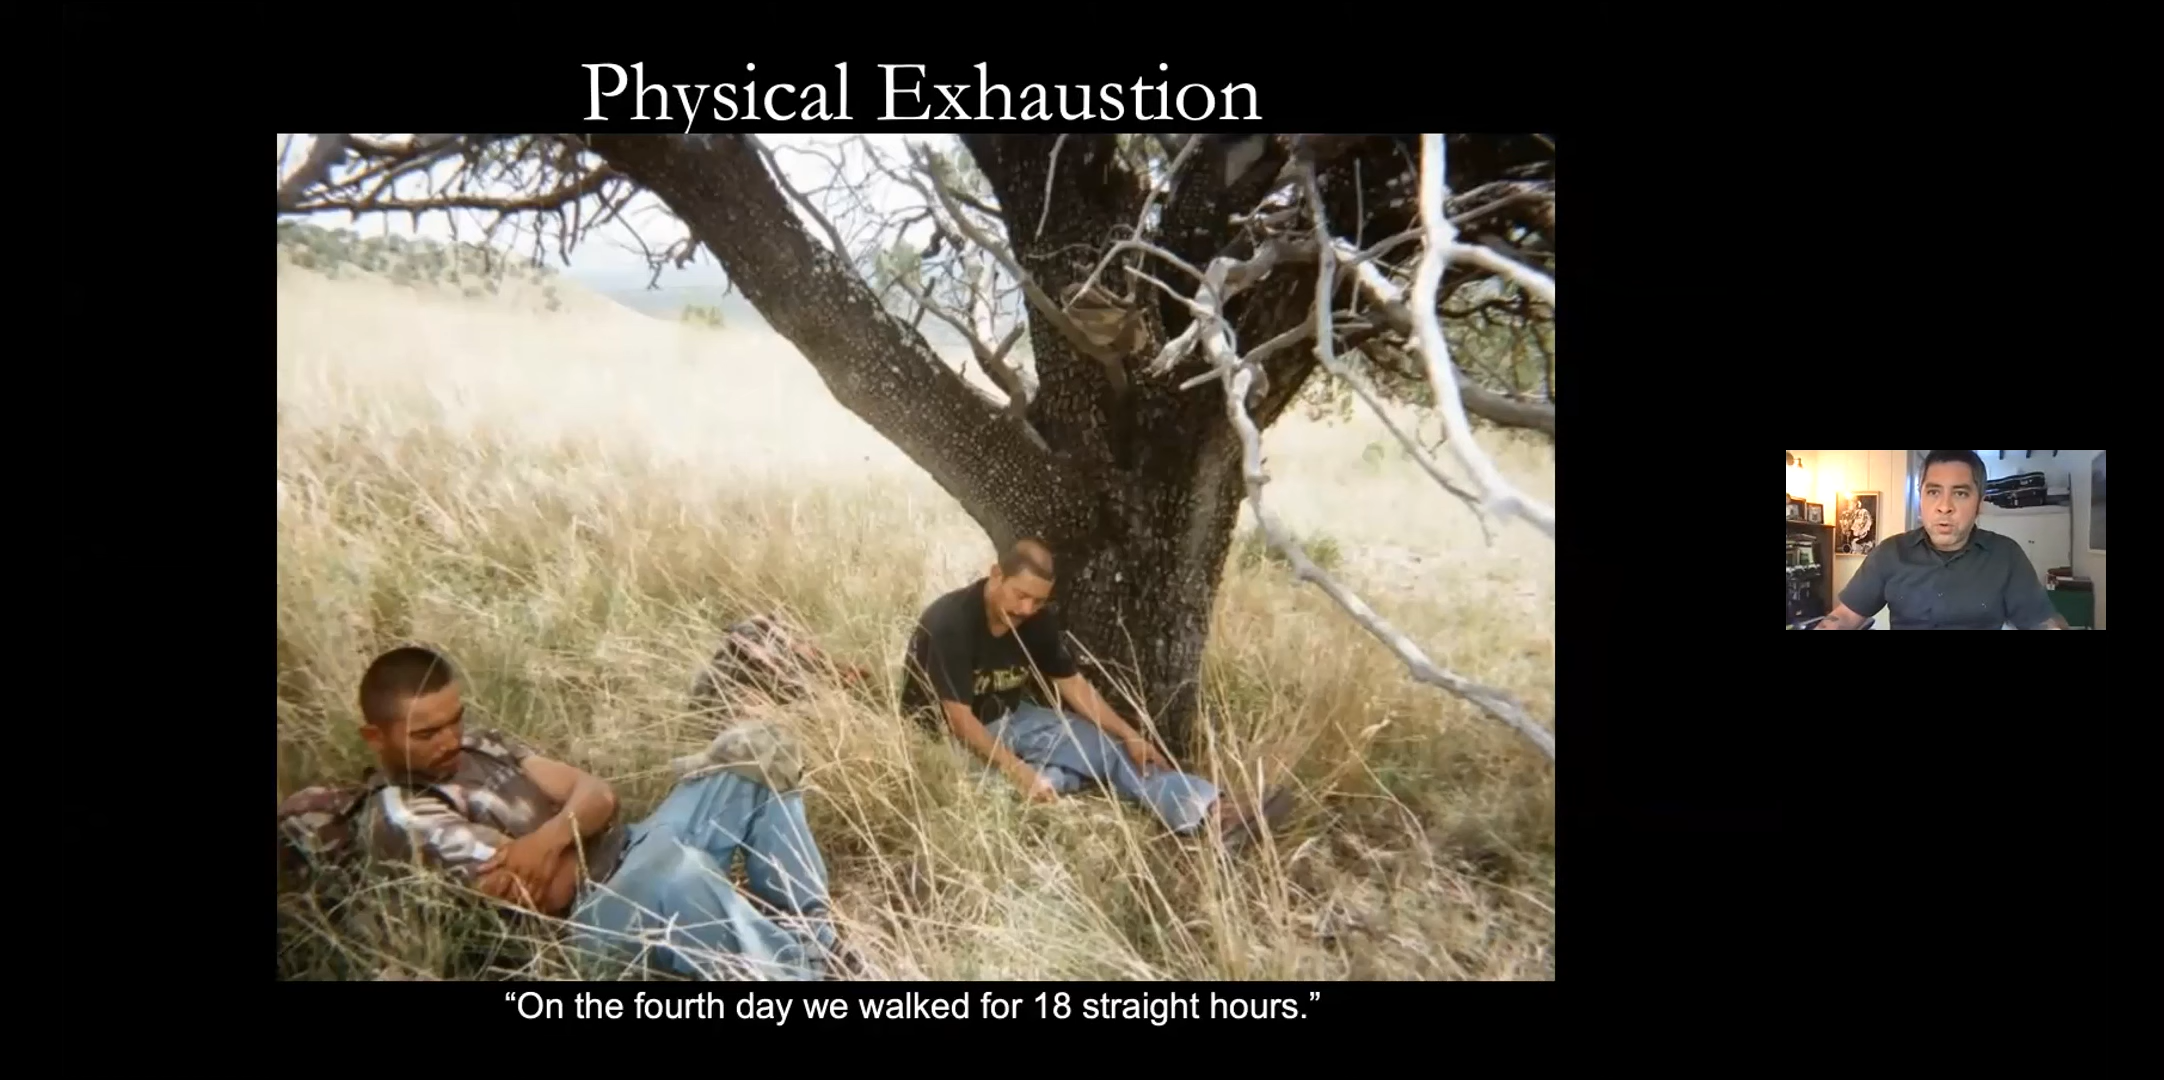 Physical Exhaustion
“On the fourth day we walked for 18 straight hours.”